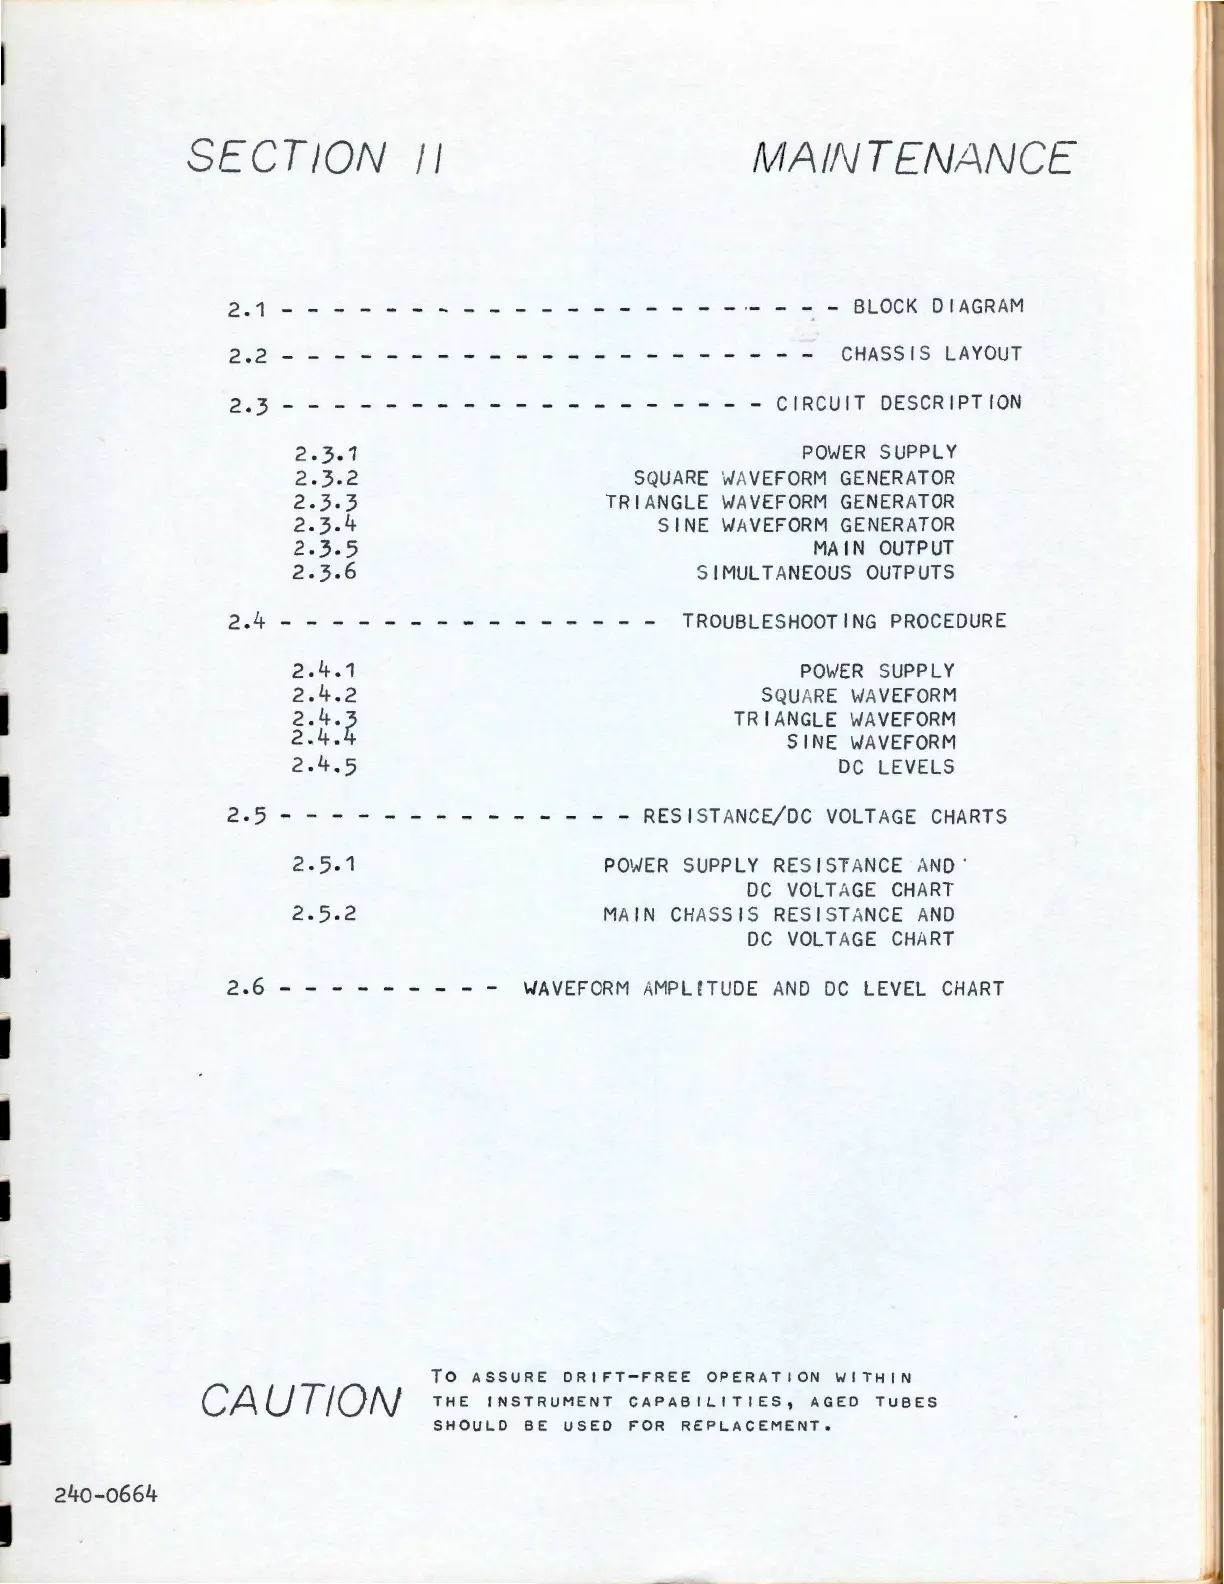 SECTION II MAINTENANCE
2.1 - - - - - - - - - - - - - - - - - - - - - - BLOCK DIAGRAM
2.2 - - - - - - - - - - - - - - - - - - - - - CHASSIS LAYOUT
2.3 - - - - - - - - - - - - - - - - - - - CIRCUIT DESCRIPTION
2.3.1 POWER SUPPLY
2.3.2 SQUARE WAVEFORM GENERATOR
2.3.3 TRIANGLE WAVEFORM GENERATOR
2.3.4 SINE WAVEFORM GENERATOR
2.3.5 MAIN OUTPUT
2.3.6 SIMULTANEOUS OUTPUTS
2.4 - - - - - - - - - - - - - - - TROUBLESHOOTING PROCEDURE
2.4.1 POWER SUPPLY
2.4.2 SQUARE WAVEFORM
2.4.3 TRIANGLE WAVEFORM
2.4.4 SINE WAVEFORM
2.4.5 DC LEVELS
2.5 - - - - - - - - - - - - - - RESISTANCE/DC VOLTAGE CHARTS
2.5.1 POWER SUPPLY RESISTANCE AND
DC VOLTAGE CHART
2.5.2 MAIN CHASSIS RESISTANCE AND
DC VOLTAGE CHART
2.6 - - - - - - - - - WAVEFORM AMPLITUDE AND DC LEVEL CHART
CAUTION
TO ASSURE DRIFT-FREE OPERATION WITHIN
THE INSTRUMENT CAPABILITIES, AGED TUBES
SHOULD BE USED FOR REPLACEMENT.
240-0664